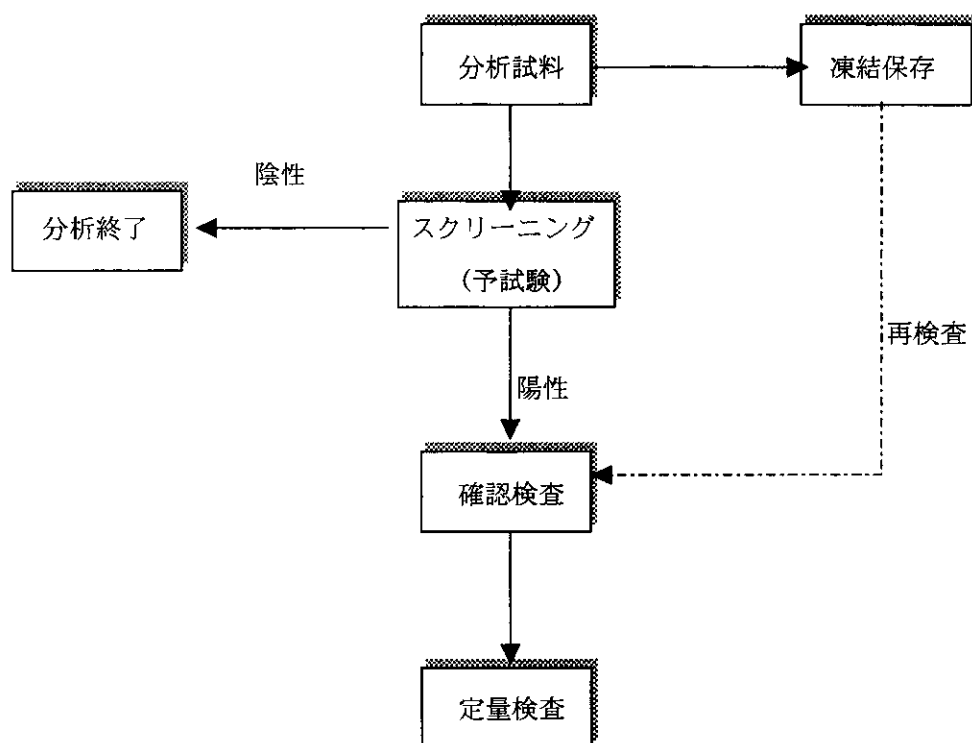 分析試料
凍結保存
陰性
分析終了
スクリーニング
(予試験)
再検査
陽性
確認検査
定量検査